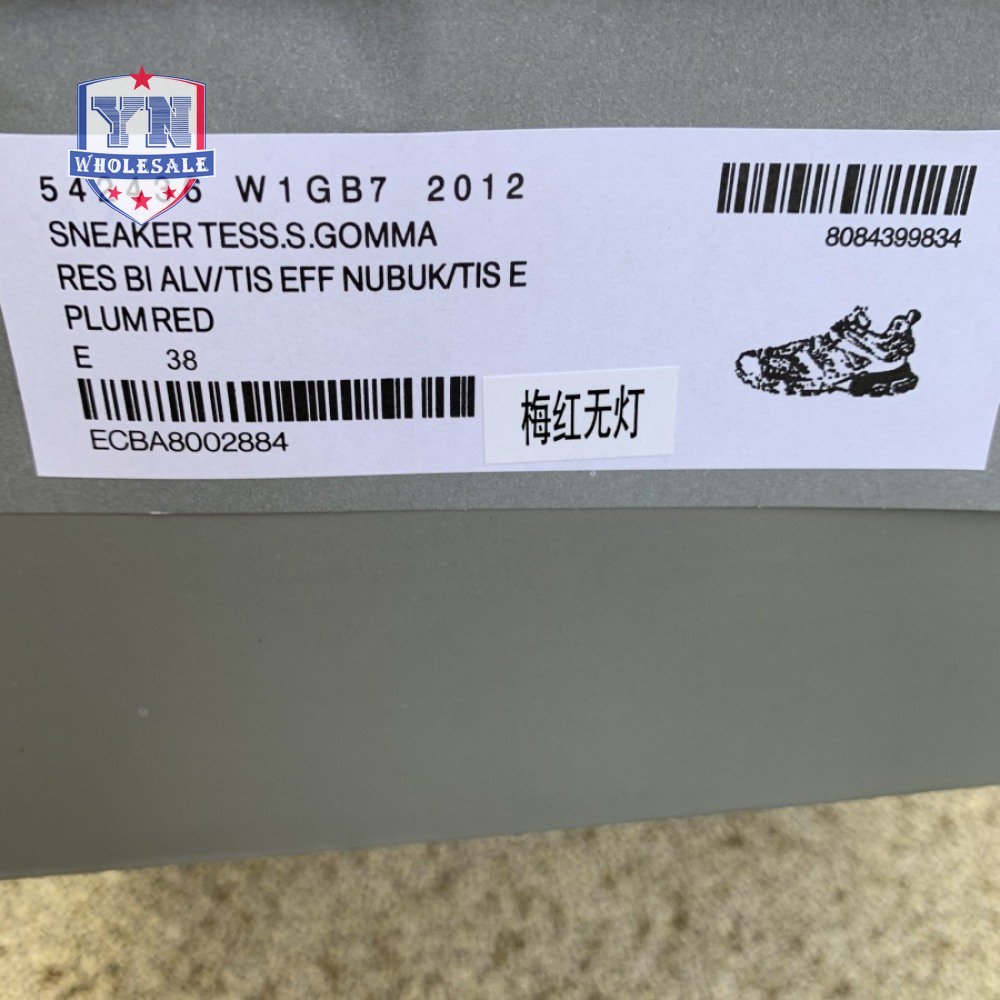 YN
WHOLESALE
W1GB7 2012
SNEAKER TESS.S.GOMMA
RES BI ALV/TIS EFF NUBUK/TIS E
PLUM RED
E 38
ECBA8002884
8084399834
梅红无灯